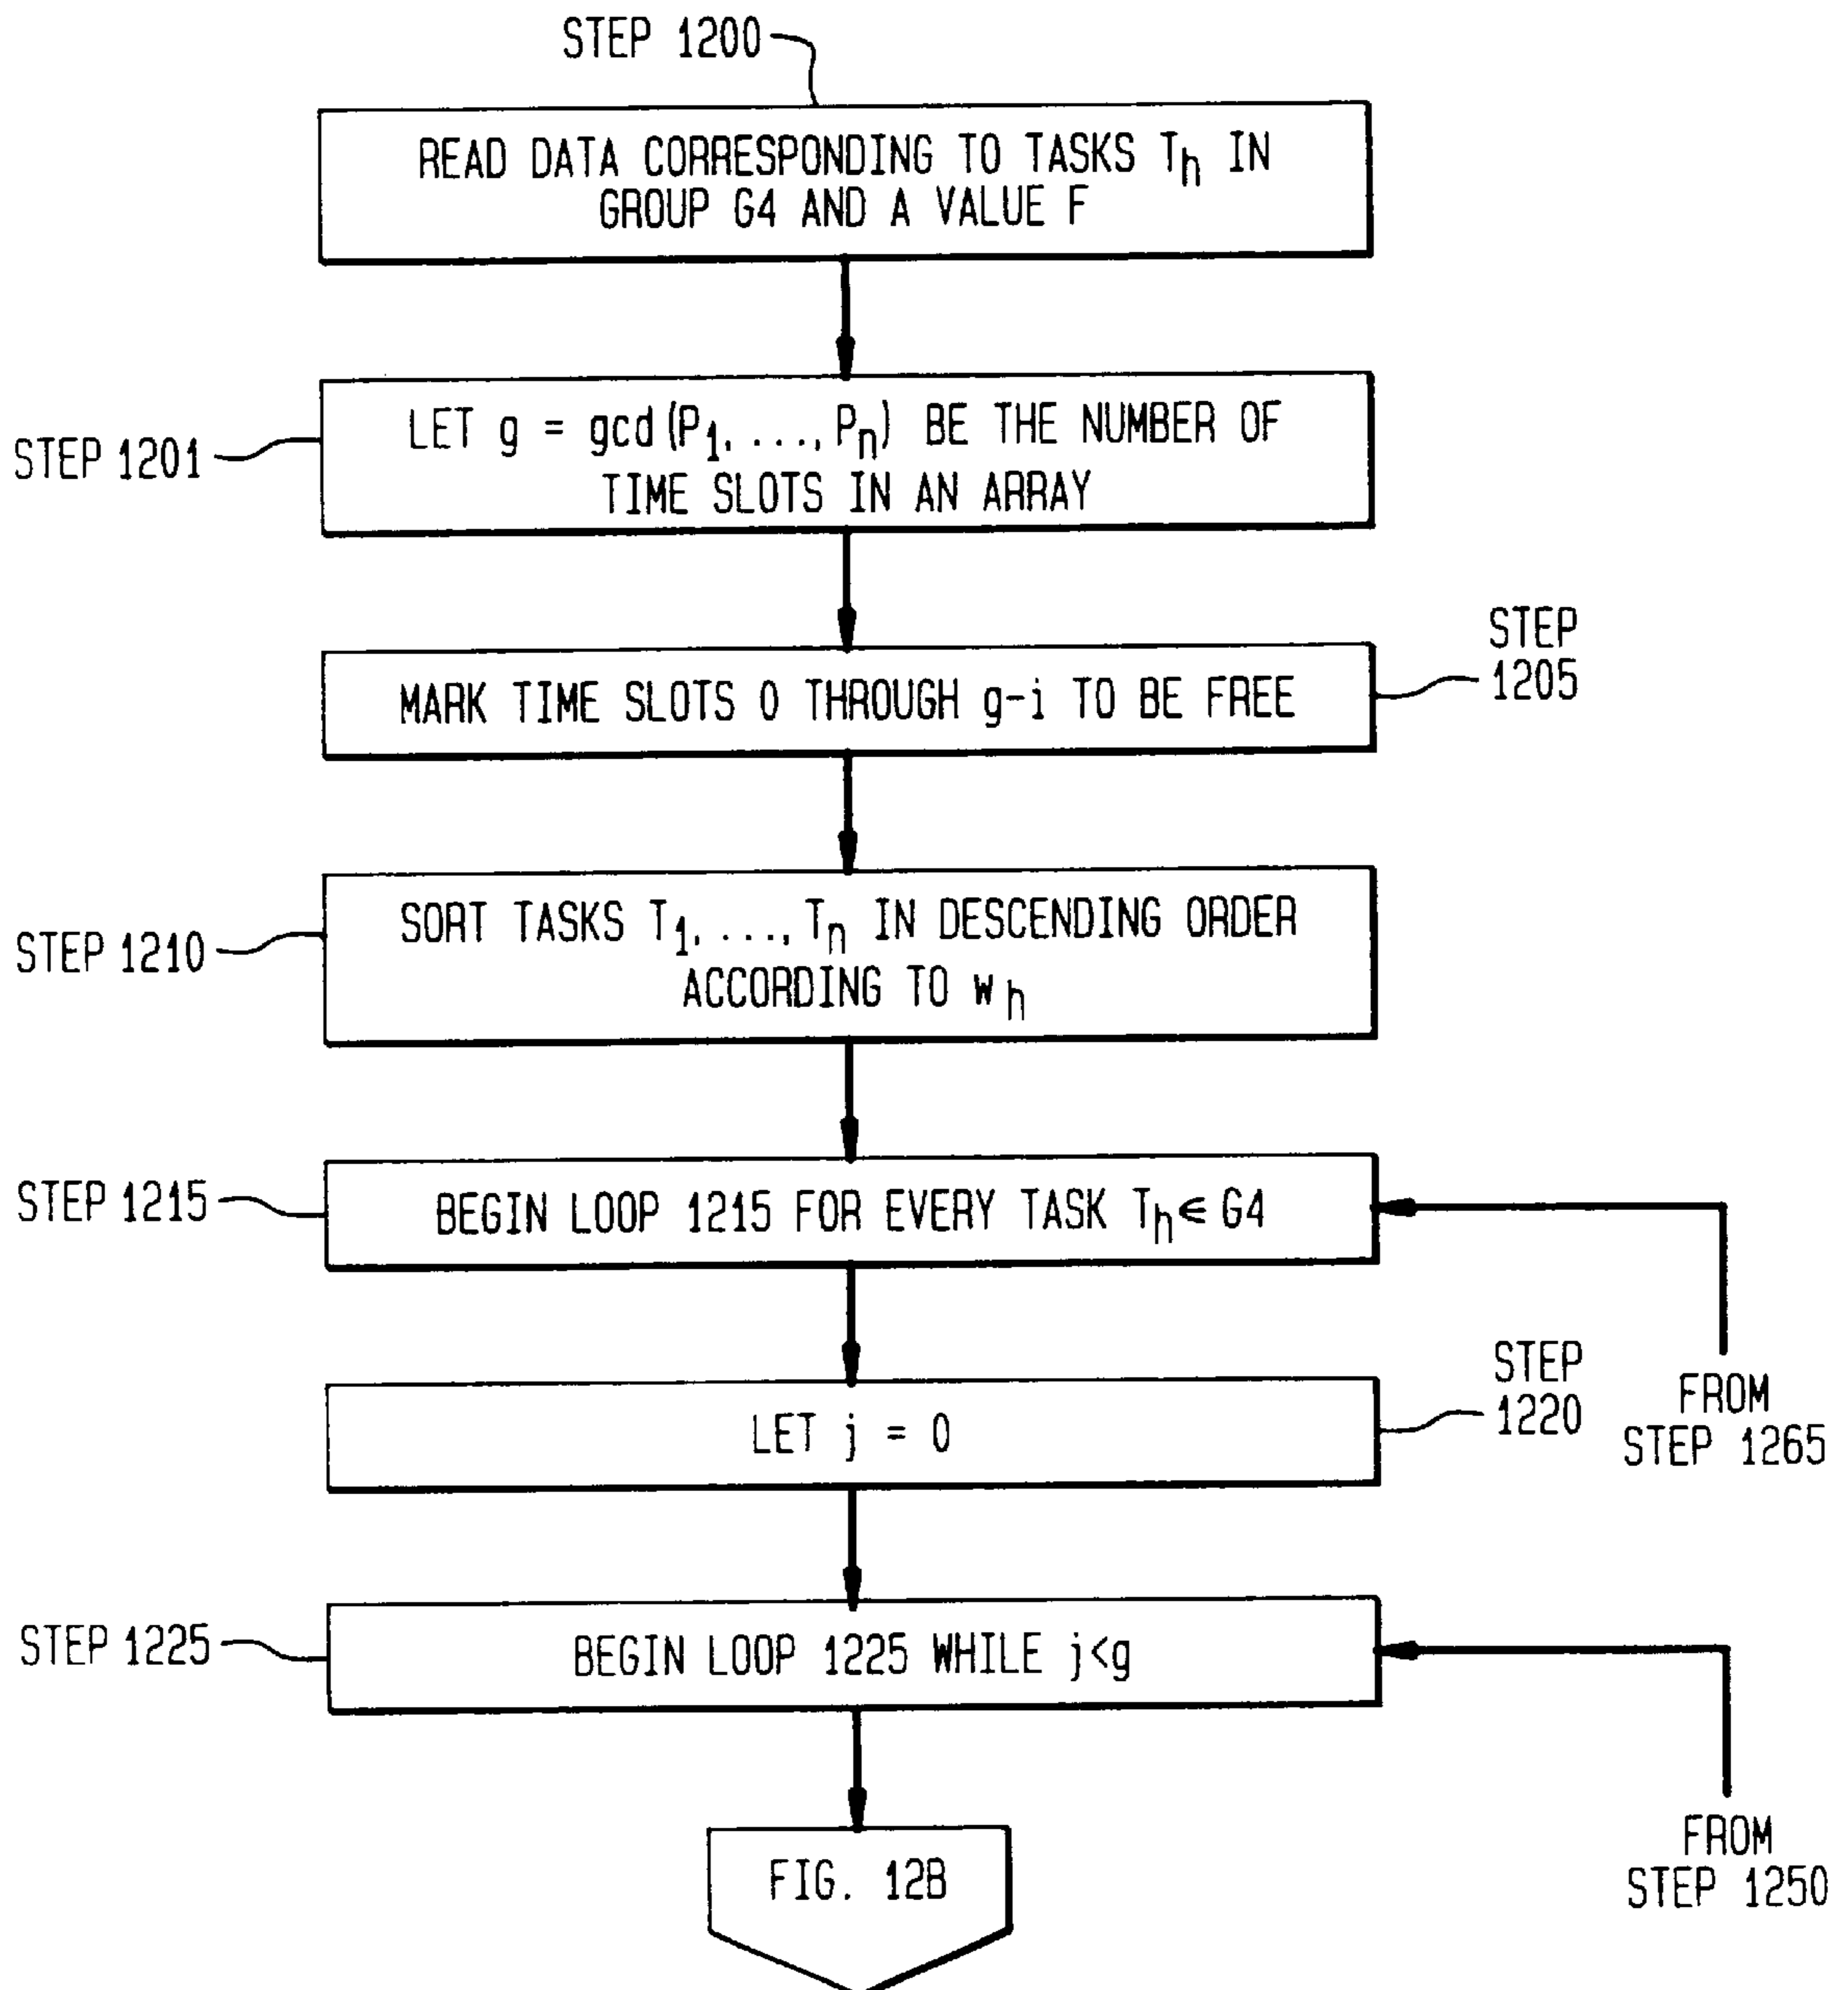 STEP 1200
READ DATA CORRESPONDING TO TASKS Th IN
GROUP G4 AND A VALUE F
STEP 1201
LET g = gcd(P1, ..., Pn) BE THE NUMBER OF
TIME SLOTS IN AN ARRAY
STEP
1205
MARK TIME SLOTS 0 THROUGH g-i TO BE FREE
STEP 1210
SORT TASKS T1, ..., Tn IN DESCENDING ORDER
ACCORDING TO wh
STEP 1215
BEGIN LOOP 1215 FOR EVERY TASK Th∈ G4
STEP
1220
LET j = 0
FROM
STEP 1265
STEP 1225
BEGIN LOOP 1225 WHILE j<g
FROM
STEP 1250
FIG. 12B